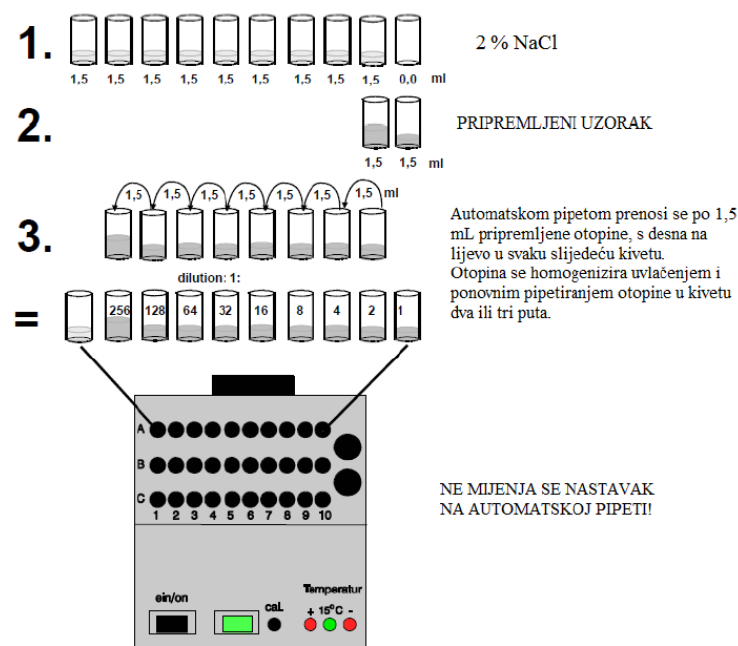 1.
2 % NaCl
1,5 1,5 1,5 1,5 1,5 1,5 1,5 1,5 1,5 0,0 ml
2.
PRIPREMLJENI UZORAK
1,5 1,5 ml
3.
1,5 1,5 1,5 1,5 1,5 1,5 1,5 ml
Automatskom pipetom prenosi se po 1,5
mL pripremljene otopine, s desna na
lijevo u svaku slijedeću kivetu.
Otopina se homogenizira uvlačenjem i
ponovnim pipetiranjem otopine u kivetu
dva ili tri puta.
dilution: 1:
= 256 128 64 32 16 8 4 2 1
A
B
C
1 2 3 4 5 6 7 8 9 10
NE MIJENJA SE NASTAVAK
NA AUTOMATSKOJ PIPETI!
ein/on
cal.
Temperatur
+ 15°C -